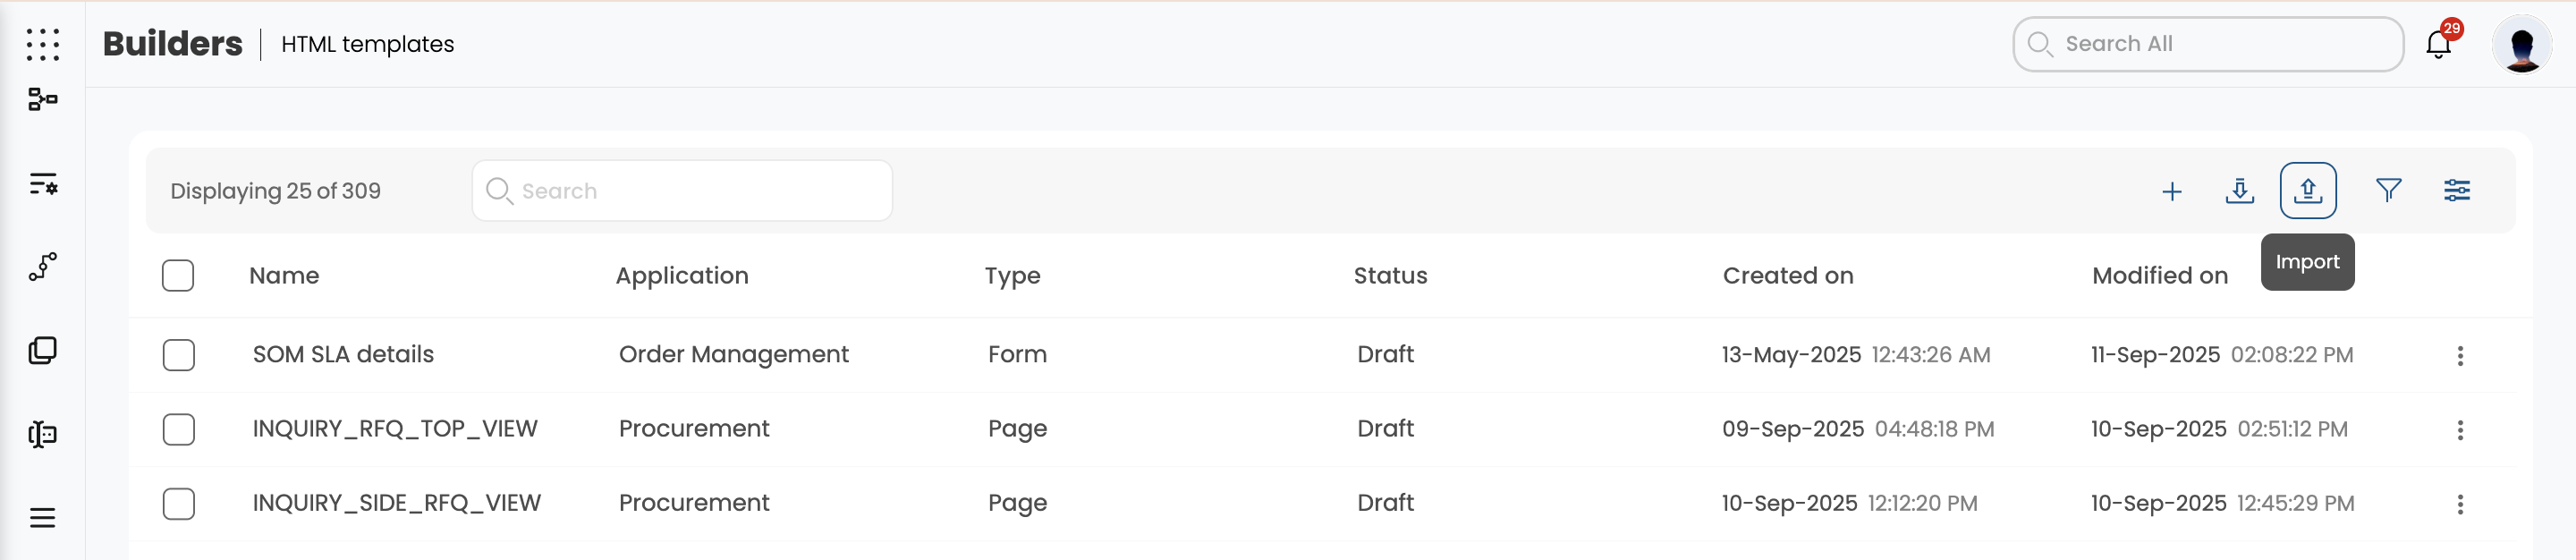 Builders | HTML templates Search All 29
Displaying 25 of 309 Search
Import
Name Application Type Status Created on Modified on
SOM SLA details Order Management Form Draft 13-May-2025 12:43:26 AM 11-Sep-2025 02:08:22 PM
INQUIRY_RFQ_TOP_VIEW Procurement Page Draft 09-Sep-2025 04:48:18 PM 10-Sep-2025 02:51:12 PM
INQUIRY_SIDE_RFQ_VIEW Procurement Page Draft 10-Sep-2025 12:12:20 PM 10-Sep-2025 12:45:29 PM